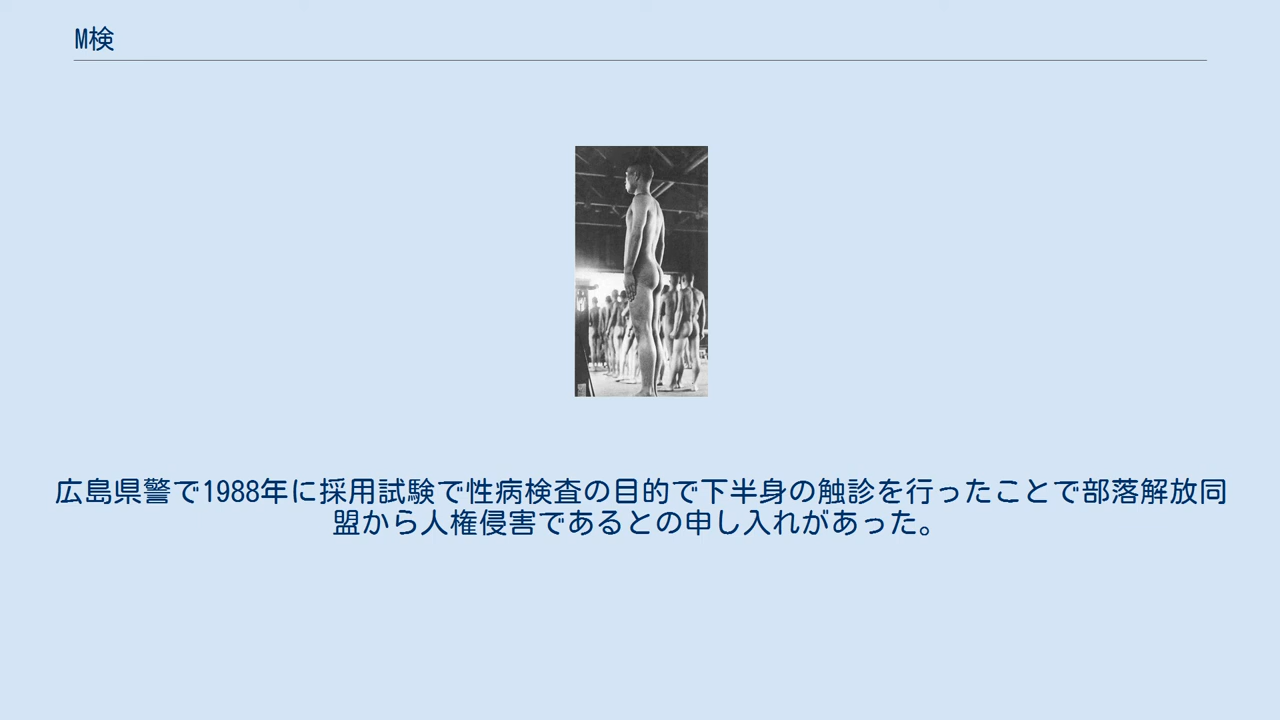 M検
広島県警で1988年に採用試験で性病検査の目的で下半身の触診を行ったことで部落解放同
盟から人権侵害であるとの申し入れがあった。